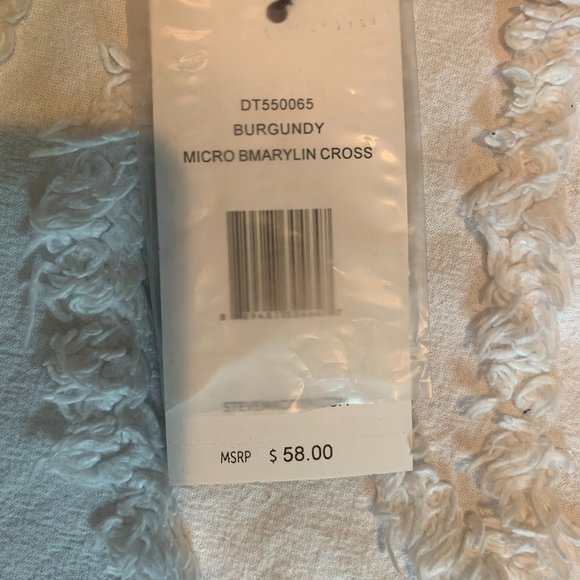 DT550065
BURGUNDY
MICRO BMARYLIN CROSS
MSRP $ 58.00